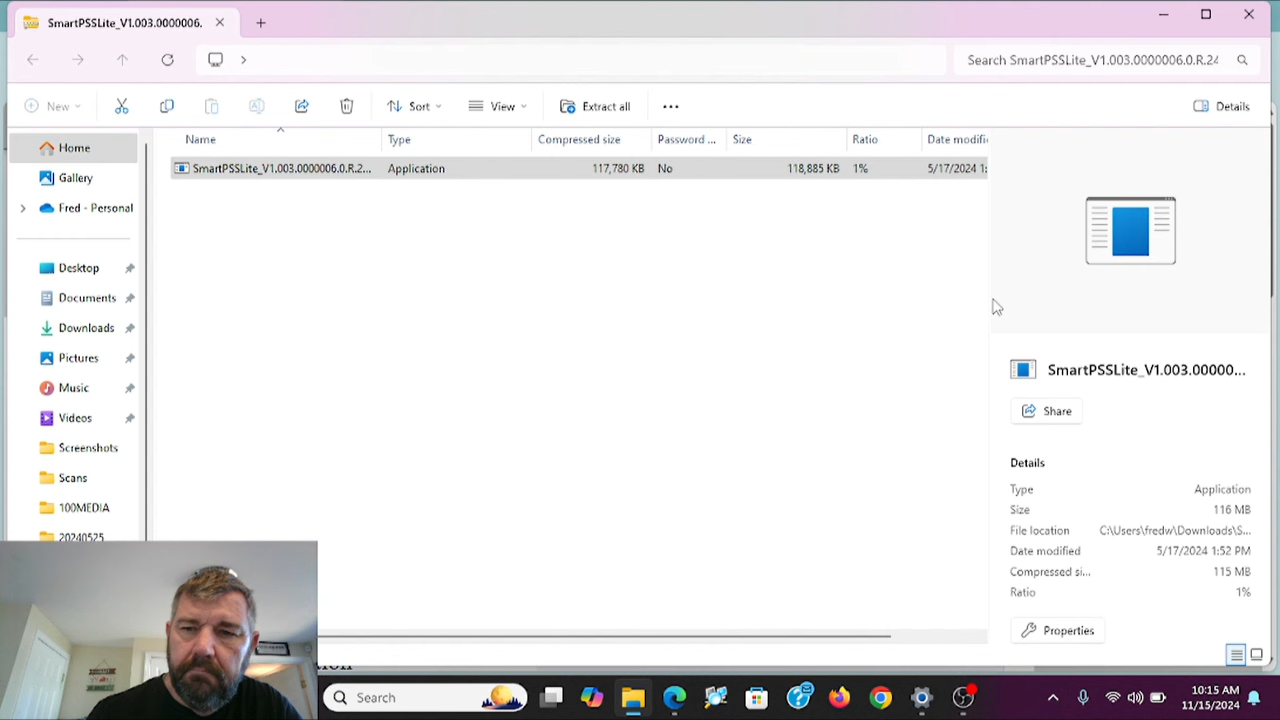 SmartPSSLite_V1.003.0000006.
Search SmartPSSLite_V1.003.0000006.0.R.24
New
Sort
View
Extract all
Details
Home
Gallery
Fred - Personal
Desktop
Documents
Downloads
Pictures
Music
Videos
Screenshots
Scans
100MEDIA
20240525
Name Type Compressed size Password ... Size Ratio Date modifi
SmartPSSLite_V1.003.0000006.0.R.2... Application 117,780 KB No 118,885 KB 1% 5/17/2024 1:
SmartPSSLite_V1.003.00000...
Share
Details
Type Application
Size 116 MB
File location C:\Users\fredw\Downloads\S...
Date modified 5/17/2024 1:52 PM
Compressed si... 115 MB
Ratio 1%
Properties
Search
10:15 AM
11/15/2024